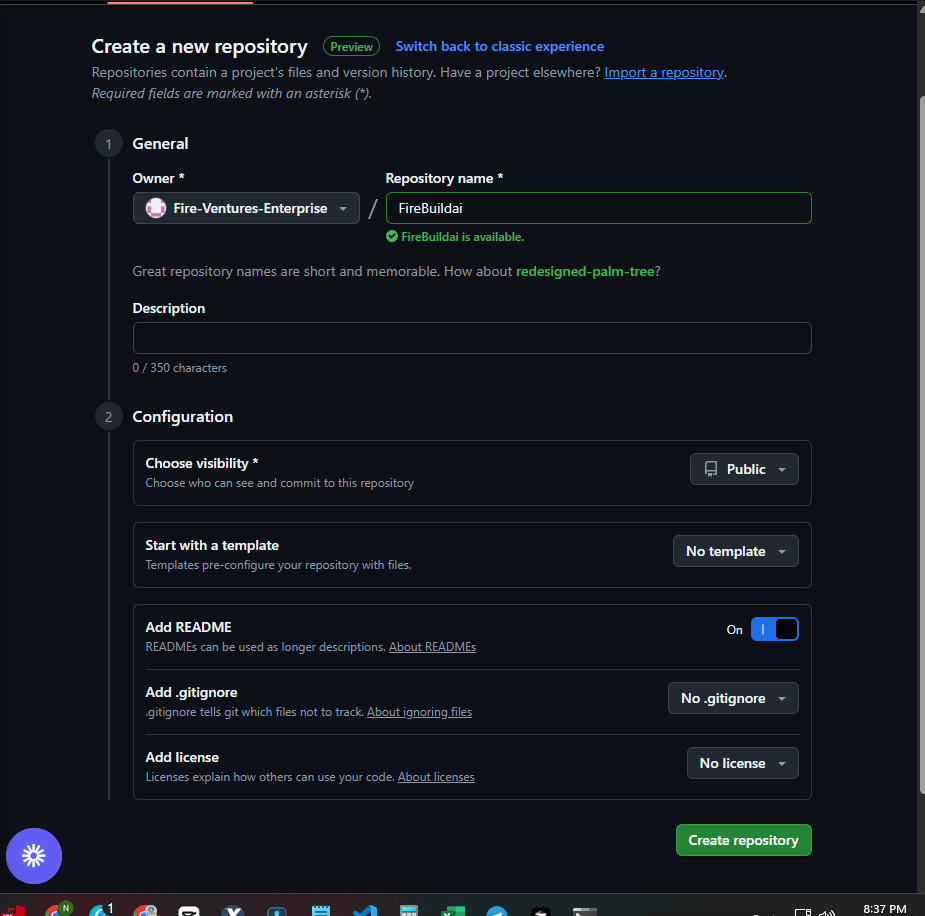 Create a new repository Preview Switch back to classic experience
Repositories contain a project's files and version history. Have a project elsewhere? Import a repository.
Required fields are marked with an asterisk (*).
1 General
Owner * Repository name *
Fire-Ventures-Enterprise / FireBuildai
FireBuildai is available.
Great repository names are short and memorable. How about redesigned-palm-tree?
Description
0 / 350 characters
2 Configuration
Choose visibility * Public
Choose who can see and commit to this repository
Start with a template No template
Templates pre-configure your repository with files.
Add README On
READMEs can be used as longer descriptions. About READMEs
Add .gitignore No .gitignore
.gitignore tells git which files not to track. About ignoring files
Add license No license
Licenses explain how others can use your code. About licenses
Create repository
N 1
8:37 PM